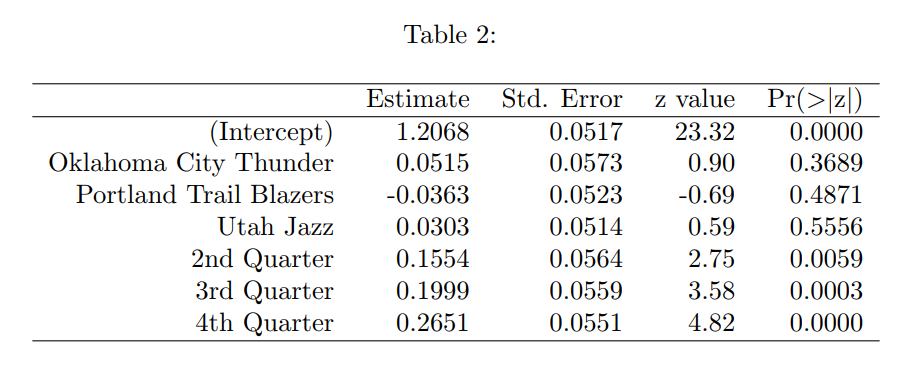 Table 2:
Estimate Std. Error z value Pr(>|z|)
(Intercept) 1.2068 0.0517 23.32 0.0000
Oklahoma City Thunder 0.0515 0.0573 0.90 0.3689
Portland Trail Blazers -0.0363 0.0523 -0.69 0.4871
Utah Jazz 0.0303 0.0514 0.59 0.5556
2nd Quarter 0.1554 0.0564 2.75 0.0059
3rd Quarter 0.1999 0.0559 3.58 0.0003
4th Quarter 0.2651 0.0551 4.82 0.0000